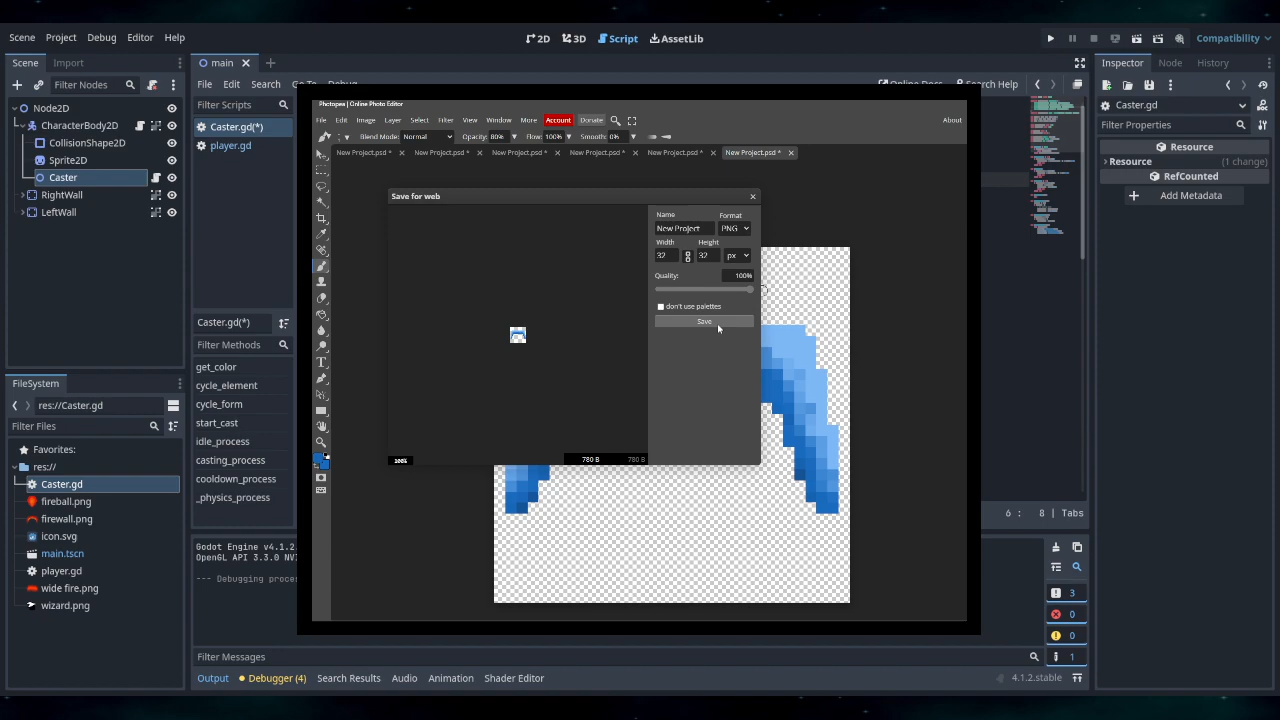 Scene Project Debug Editor Help
2D 3D Script AssetLib
Compatibility
Scene Import
main
Inspector Node History
Filter Nodes
File Edit Search Go To Debug
Online Docs Search Help
Node2D
CharacterBody2D
CollisionShape2D
Sprite2D
Caster
RightWall
LeftWall
Filter Scripts
Caster.gd(*)
player.gd
Caster.gd(*)
Filter Methods
get_color
cycle_element
cycle_form
start_cast
idle_process
casting_process
cooldown_process
_physics_process
FileSystem
res://Caster.gd
Filter Files
Favorites:
res://
Caster.gd
fireball.png
firewall.png
icon.svg
main.tscn
player.gd
wide fire.png
wizard.png
Photopea | Online Photo Editor
File Edit Image Layer Select Filter View Window More Account Donate About
Blend Mode: Normal Opacity: 80% Flow: 100% Smooth: 0%
New Project.psd * New Project.psd * New Project.psd * New Project.psd * New Project.psd * New Project.psd *
Save for web
Name Format
New Project PNG
Width Height
32 32 px
Quality: 100%
don't use palettes
Save
100% 780 B 780 B
Caster.gd
Filter Properties
Resource
Resource (1 change)
RefCounted
Add Metadata
6 : 8 | Tabs
Godot Engine v4.1.2.
OpenGL API 3.3.0 NVI
--- Debugging proces
3
0
0
1
Filter Messages
Output Debugger (4) Search Results Audio Animation Shader Editor
4.1.2.stable